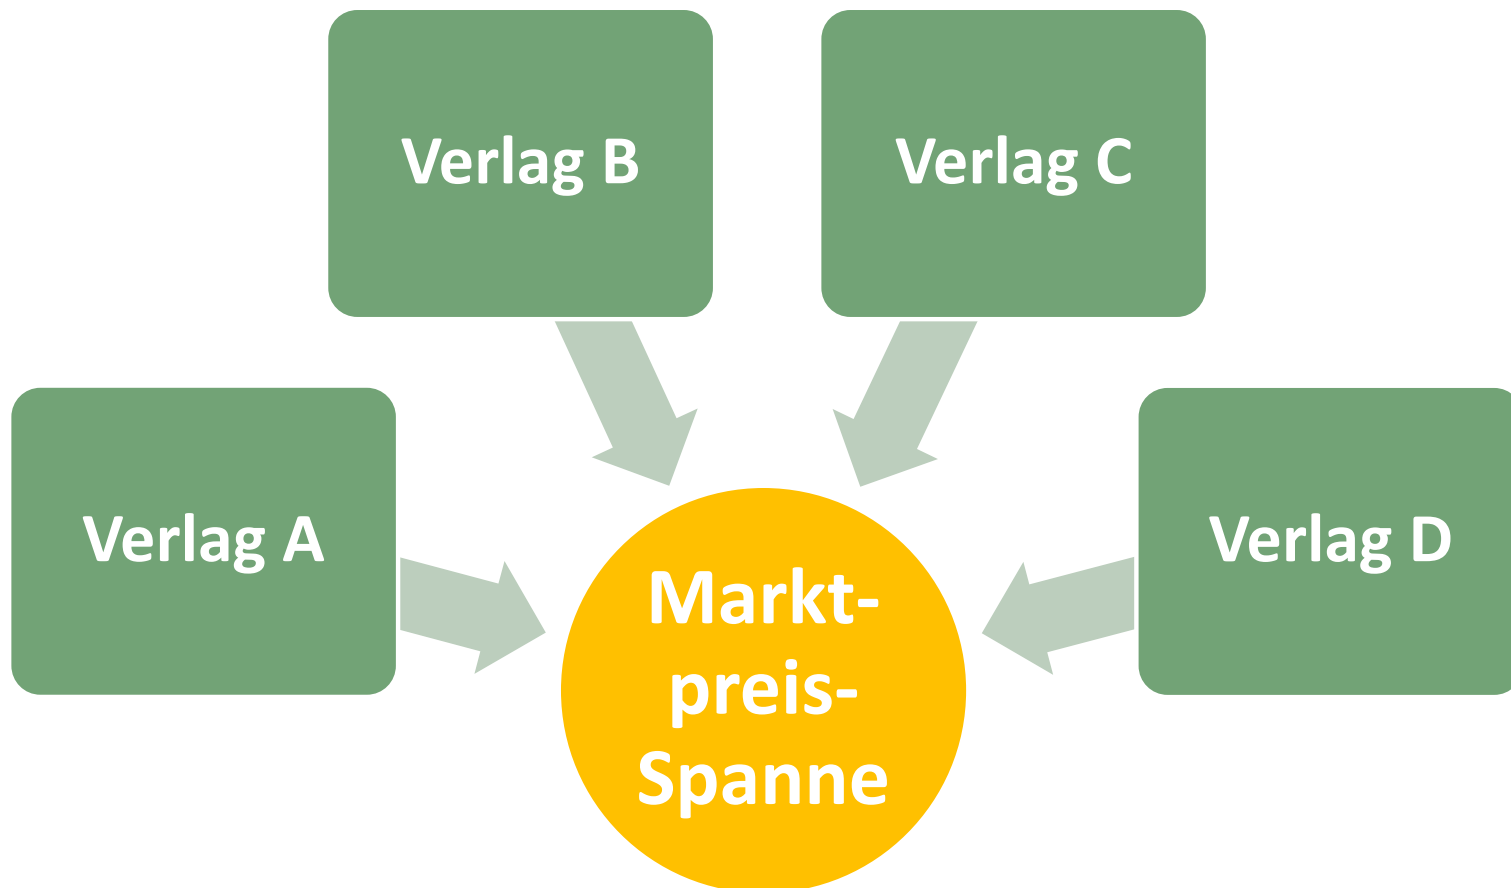 Verlag B
Verlag C
Verlag A
Verlag D
Markt-
preis-
Spanne